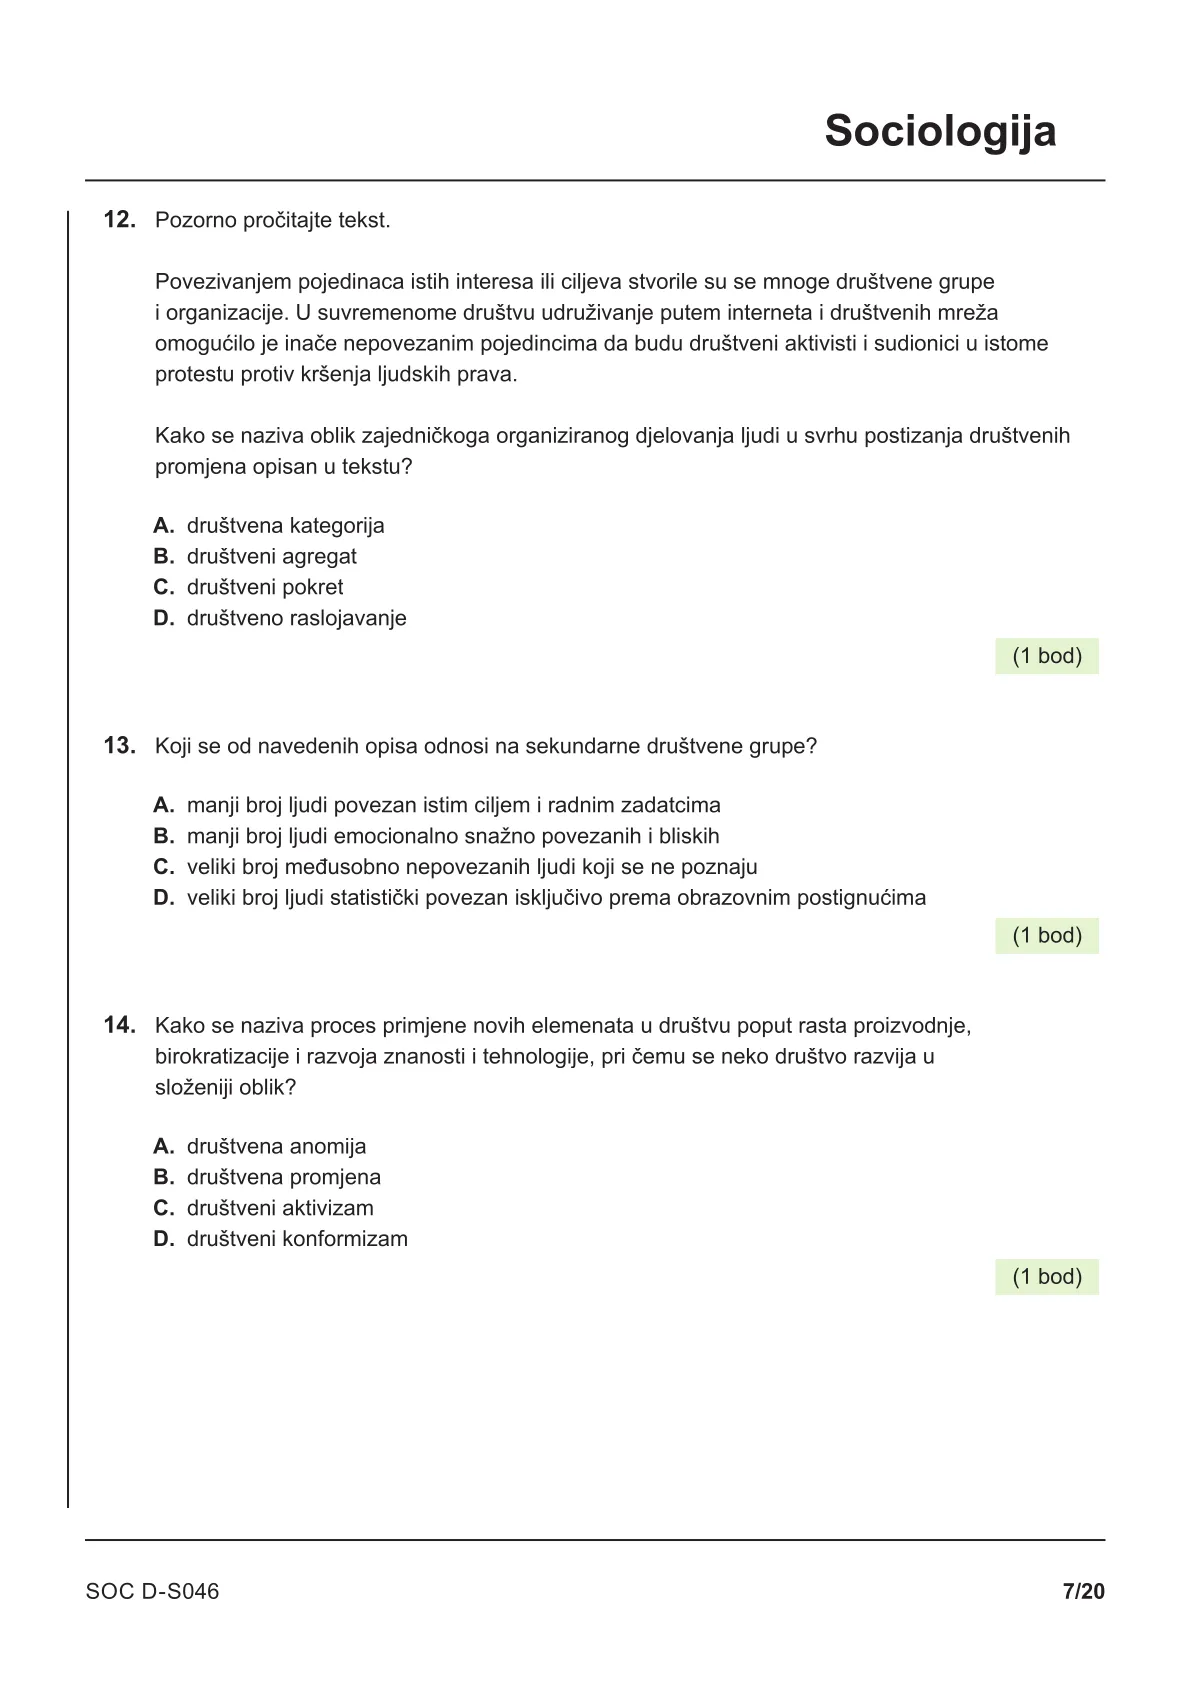 Sociologija
12. Pozorno pročitajte tekst.
Povezivanjem pojedinaca istih interesa ili ciljeva stvorile su se mnoge društvene grupe
i organizacije. U suvremenome društvu udruživanje putem interneta i društvenih mreža
omogućilo je inače nepovezanim pojedincima da budu društveni aktivisti i sudionici u istome
protestu protiv kršenja ljudskih prava.
Kako se naziva oblik zajedničkoga organiziranog djelovanja ljudi u svrhu postizanja društvenih
promjena opisan u tekstu?
A. društvena kategorija
B. društveni agregat
C. društveni pokret
D. društveno raslojavanje
(1 bod)
13. Koji se od navedenih opisa odnosi na sekundarne društvene grupe?
A. manji broj ljudi povezan istim ciljem i radnim zadatcima
B. manji broj ljudi emocionalno snažno povezanih i bliskih
C. veliki broj međusobno nepovezanih ljudi koji se ne poznaju
D. veliki broj ljudi statistički povezan isključivo prema obrazovnim postignućima
(1 bod)
14. Kako se naziva proces primjene novih elemenata u društvu poput rasta proizvodnje,
birokratizacije i razvoja znanosti i tehnologije, pri čemu se neko društvo razvija u
složeniji oblik?
A. društvena anomija
B. društvena promjena
C. društveni aktivizam
D. društveni konformizam
(1 bod)
SOC D-S046
7/20